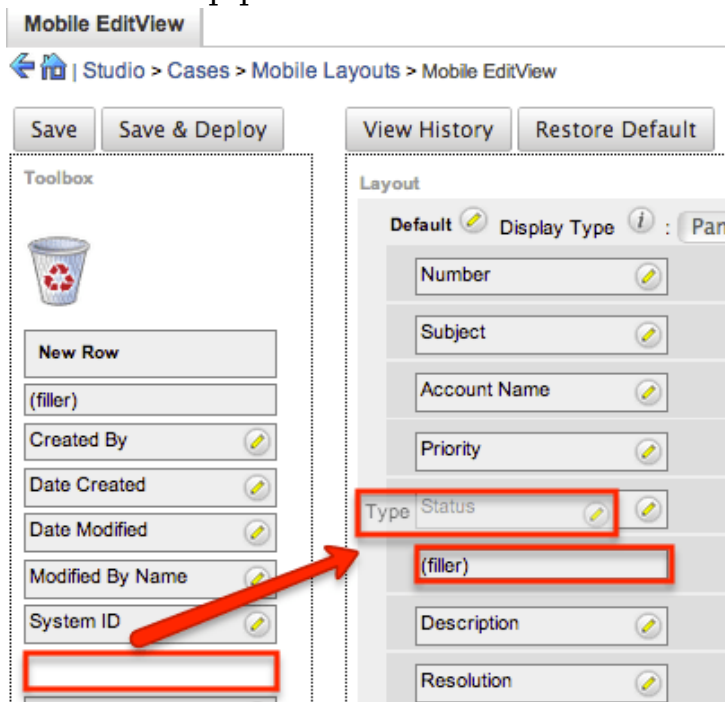 Mobile EditView
| Studio > Cases > Mobile Layouts > Mobile EditView
Save
Save & Deploy
View History
Restore Default
Toolbox
New Row
(filler)
Created By
Date Created
Date Modified
Modified By Name
System ID
Layout
Default Display Type i :
Number
Subject
Account Name
Priority
Type Status
(filler)
Description
Resolution